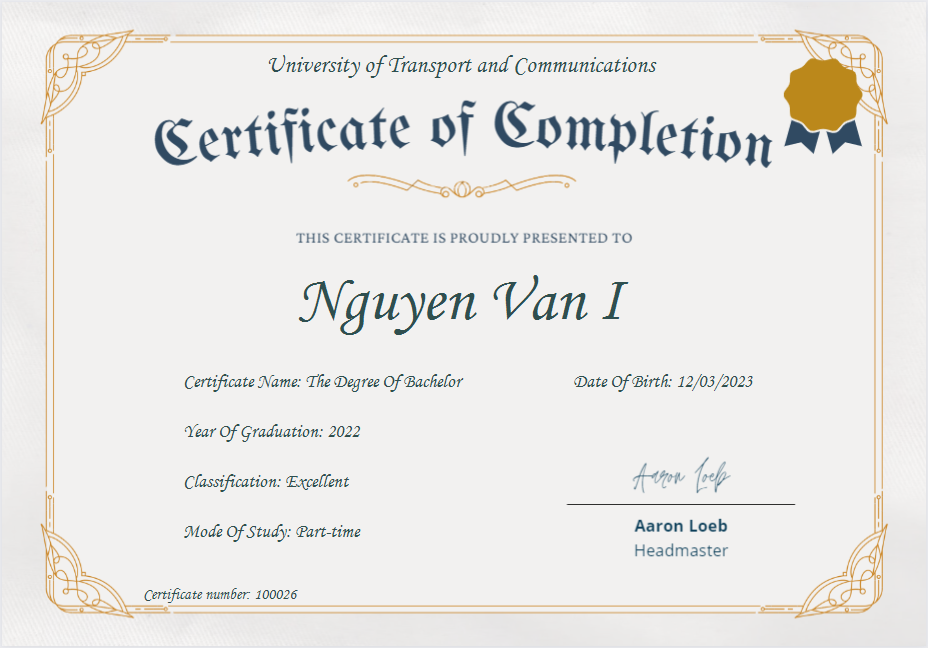 University of Transport and Communications
Certificate of Completion
THIS CERTIFICATE IS PROUDLY PRESENTED TO
Nguyen Van I
Certificate Name: The Degree Of Bachelor
Date Of Birth: 12/03/2023
Year Of Graduation: 2022
Classification: Excellent
Mode Of Study: Part-time
Aaron Loeb
Aaron Loeb
Headmaster
Certificate number: 100026